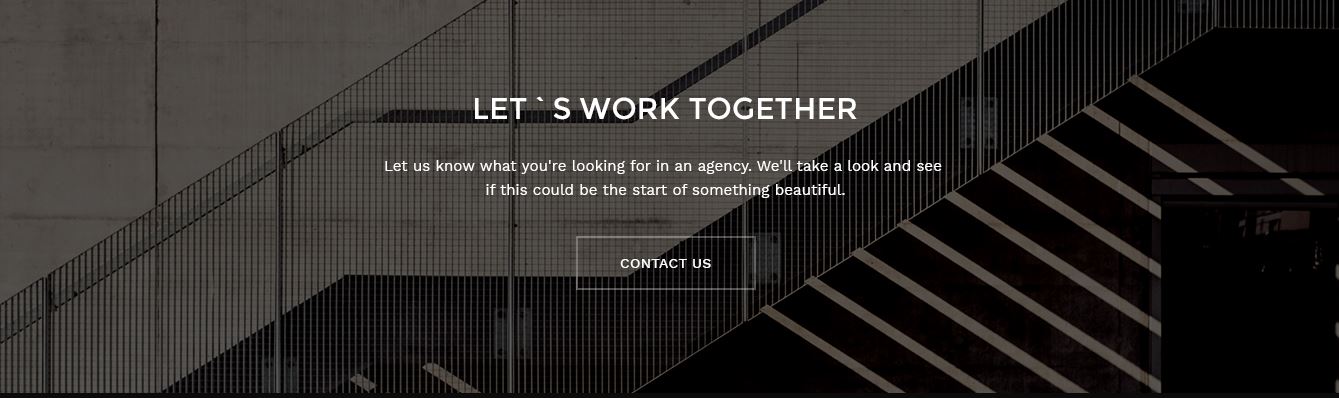 LET `S WORK TOGETHER
Let us know what you're looking for in an agency. We'll take a look and see
if this could be the start of something beautiful.
CONTACT US